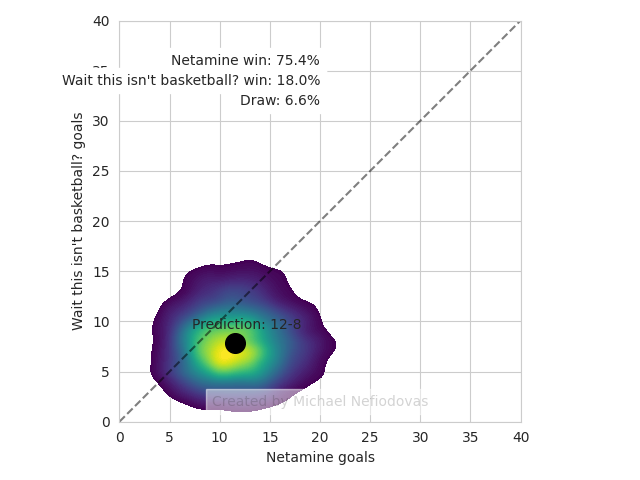 40
Netamine win: 75.4%
35
Wait this isn't basketball? win: 18.0%
Draw: 6.6%
30
25
20
15
10
5
0
Wait this isn't basketball? goals
Prediction: 12-8
Created by Michael Nefiodovas
0 5 10 15 20 25 30 35 40
Netamine goals